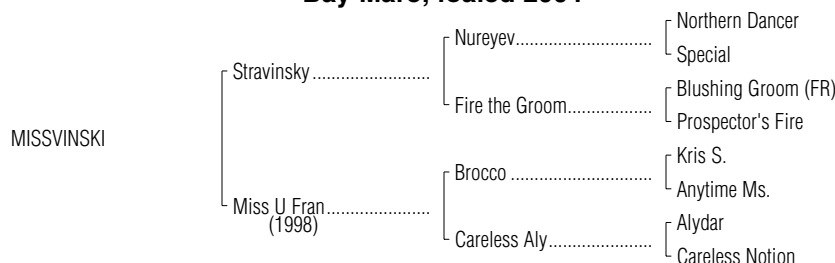 Bay Mare, foaled
Northern Dancer
Nureyev
Special
Stravinsky
Blushing Groom (FR)
Fire the Groom
Prospector's Fire
MISSVINSKI
Kris S.
Brocco
Anytime Ms.
Miss U Fran
(1998)
Alydar
Careless Aly
Careless Notion